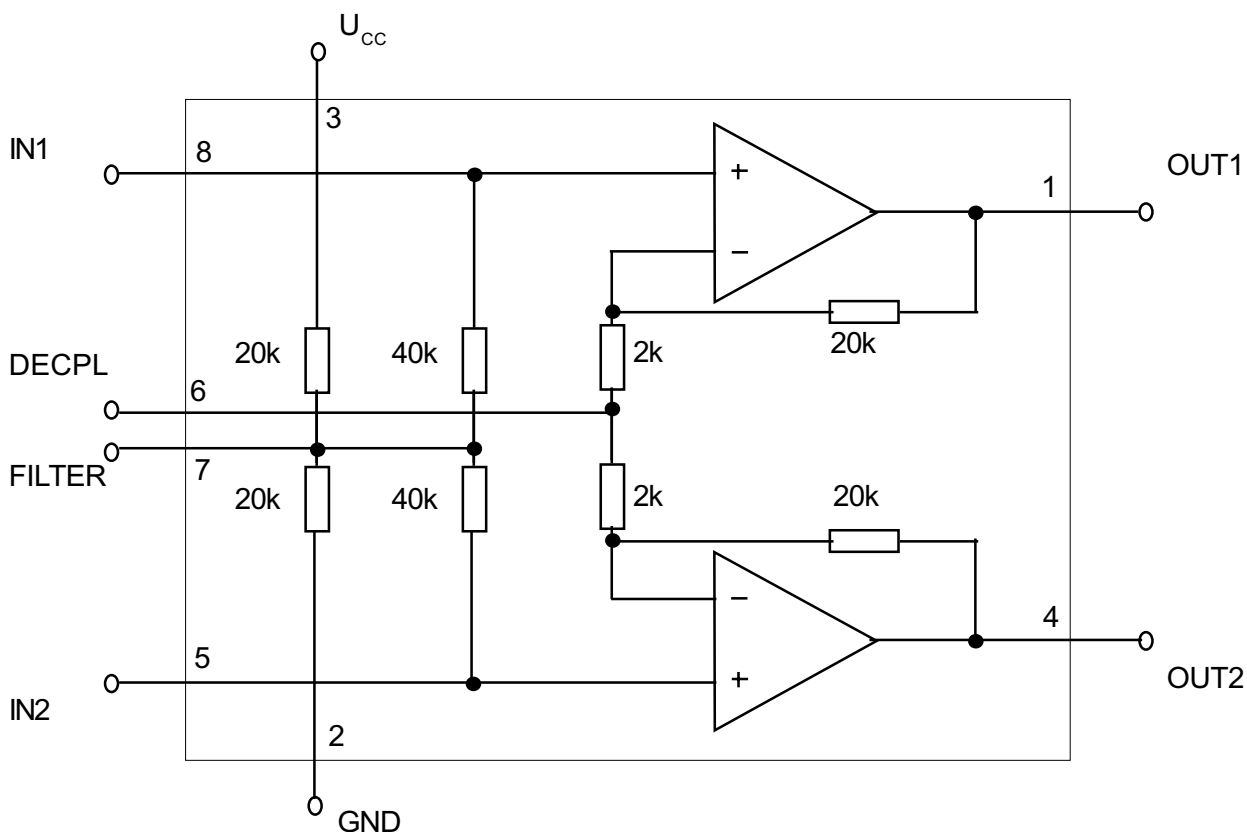 U_CC
3
IN1
8
+
1
OUT1
−
20k
40k
2k
20k
DECPL
6
FILTER
7
20k
40k
2k
20k
−
4
5
+
OUT2
IN2
2
GND